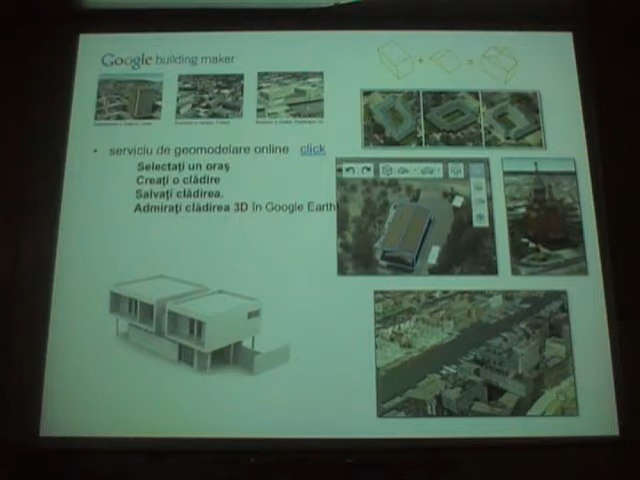 Google building maker
• serviciu de geomodelare online click
Selectați un oraș
Creați o clădire
Salvați clădirea.
Admirați clădirea 3D în Google Earth